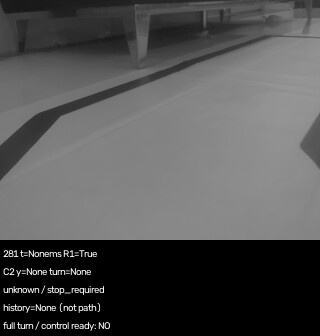 281 t=Nonems R1=True
C2 y=None turn=None
unknown / stop_required
history=None (not path)
full turn / control ready: NO